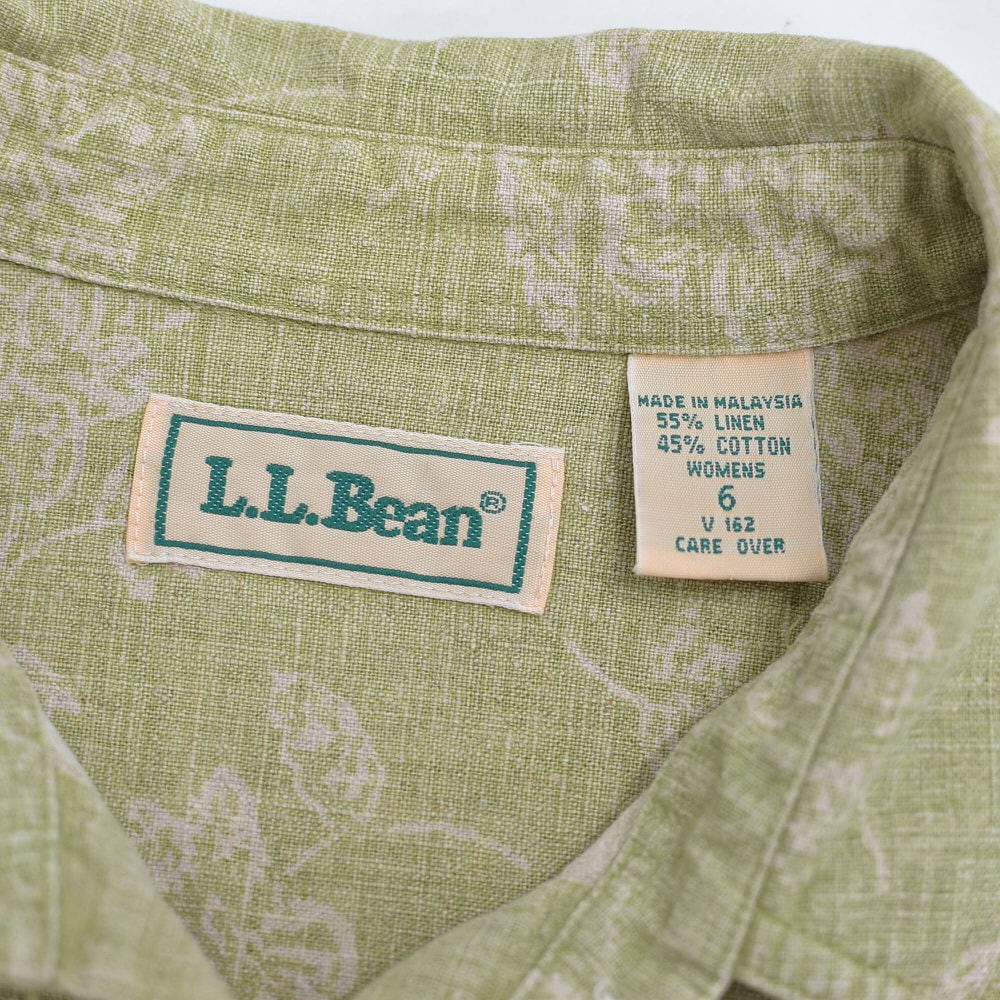 L.L.Bean®
MADE IN MALAYSIA
55% LINEN
45% COTTON
WOMENS
6
V 162
CARE OVER